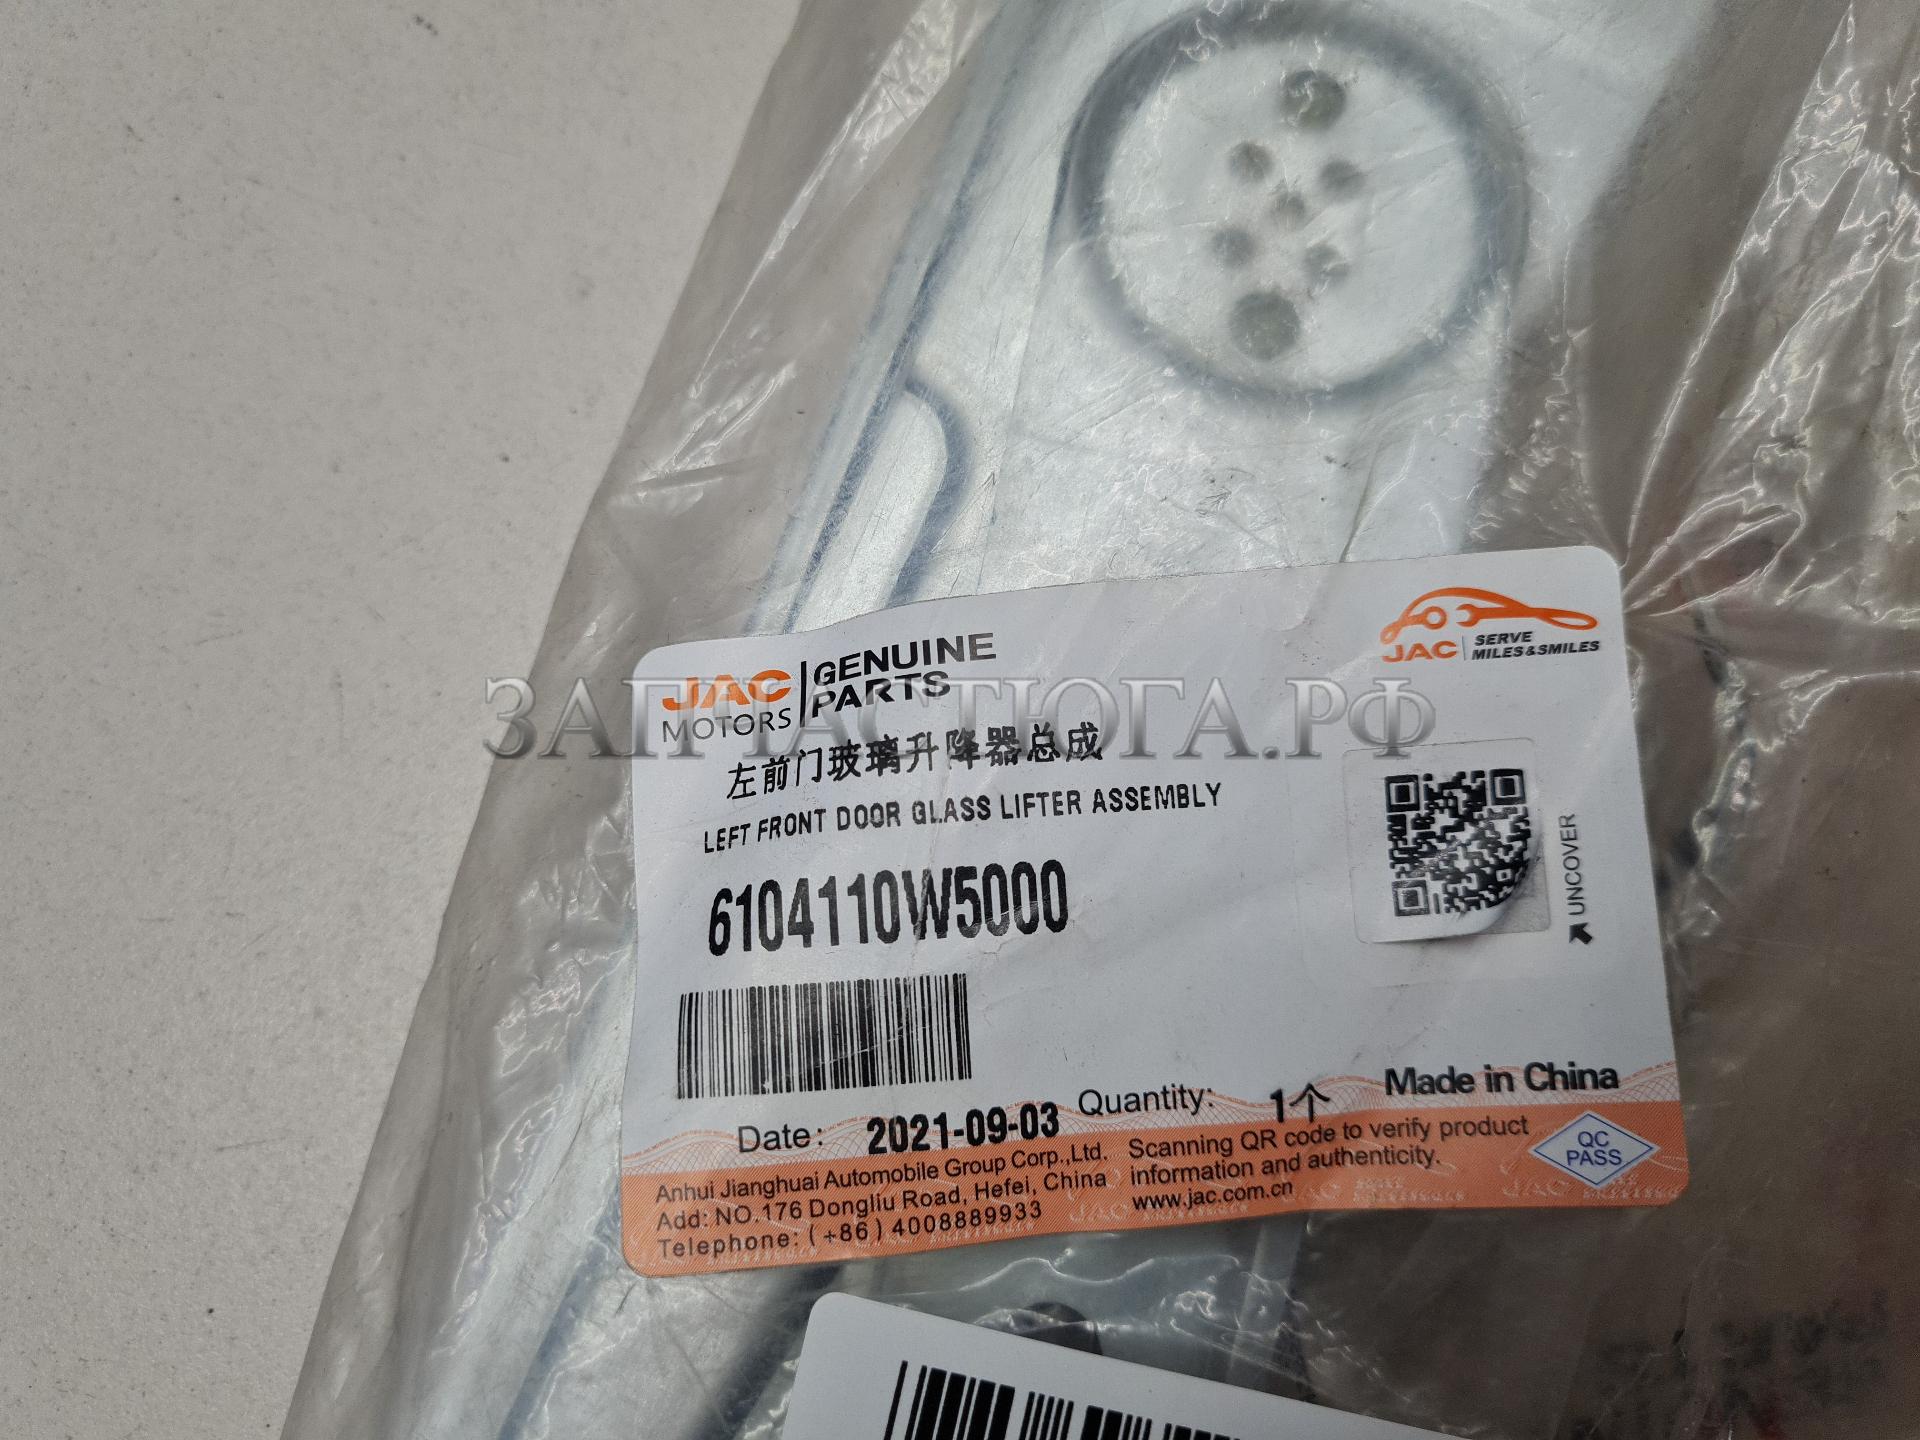 JAC
MOTORS
GENUINE
PARTS
JAC
SERVE
MILES&SMILES
ЗАПЧАСТЮГА.РФ
左前门玻璃升降器总成
LEFT FRONT DOOR GLASS LIFTER ASSEMBLY
6104110W5000
UNCOVER
Date: 2021-09-03
Quantity: 1个
Made in China
Anhui Jianghuai Automobile Group Corp.,Ltd.
Add: NO.176 Dongliu Road, Hefei, China
Telephone: (+86) 4008889933
Scanning QR code to verify product
information and authenticity.
www.jac.com.cn
QC
PASS